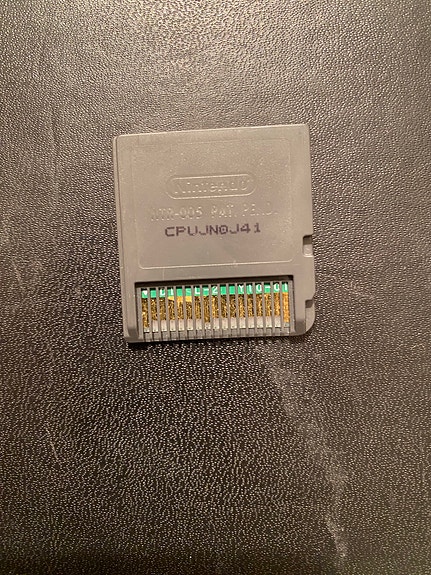 Nintendo
NTR-005 PAT. PEND.
CPUJN0J41